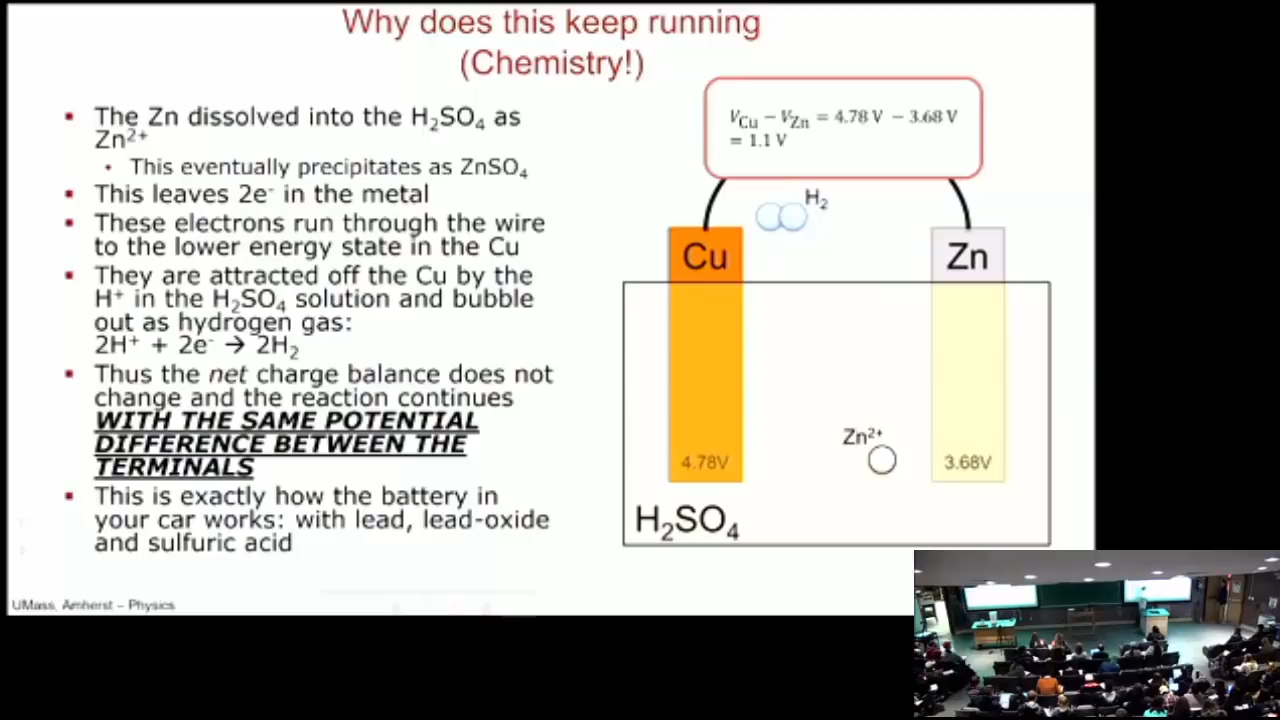 Why does this keep running
(Chemistry!)
▪ The Zn dissolved into the H₂SO₄ as
Zn²⁺
• This eventually precipitates as ZnSO₄
▪ This leaves 2e⁻ in the metal
▪ These electrons run through the wire
to the lower energy state in the Cu
▪ They are attracted off the Cu by the
H⁺ in the H₂SO₄ solution and bubble
out as hydrogen gas:
2H⁺ + 2e⁻ → 2H₂
▪ Thus the net charge balance does not
change and the reaction continues
WITH THE SAME POTENTIAL
DIFFERENCE BETWEEN THE
TERMINALS
▪ This is exactly how the battery in
your car works: with lead, lead-oxide
and sulfuric acid
V_Cu − V_Zn = 4.78 V − 3.68 V
= 1.1 V
H₂
Cu
Zn
Zn²⁺
4.78V
3.68V
H₂SO₄
UMass, Amherst – Physics